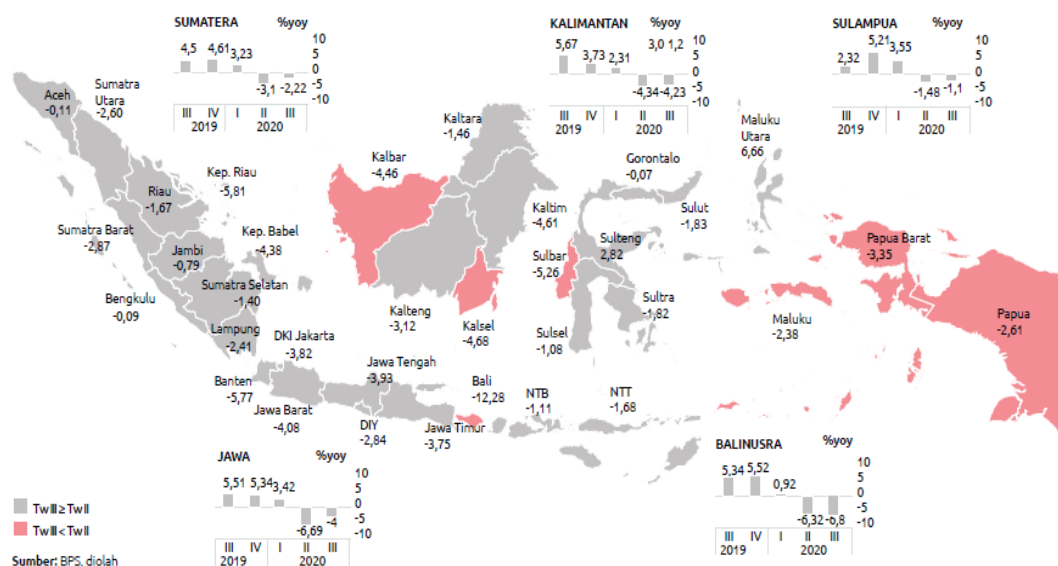 SUMATERA %yoy
4,5 4,61 3,23 -3,1 -2,22
10
5
0
-5
-10
III IV I II III
2019 2020
KALIMANTAN %yoy
5,67 3,73 2,31 3,0 1,2 -4,34 -4,23
10
5
0
-5
-10
III IV I II III
2019 2020
SULAMPUA %yoy
2,32 5,21 3,55 -1,48 -1,1
10
5
0
-5
-10
III IV I II III
2019 2020
Aceh
-0,11
Sumatra
Utara
-2,60
Riau
-1,67
Kep. Riau
-5,81
Sumatra Barat
-2,87
Jambi
-0,79
Kep. Babel
-4,38
Sumatra Selatan
-1,40
Bengkulu
-0,09
Lampung
-2,41
DKI Jakarta
-3,82
Banten
-5,77
Jawa Barat
-4,08
Jawa Tengah
-3,93
DIY
-2,84
Jawa Timur
-3,75
Bali
-12,28
NTB
-1,11
NTT
-1,68
Kalbar
-4,46
Kaltara
-1,46
Kaltim
-4,61
Kalteng
-3,12
Kalsel
-4,68
Gorontalo
-0,07
Sulut
-1,83
Sulteng
2,82
Sulbar
-5,26
Sultra
-1,82
Sulsel
-1,08
Maluku
Utara
6,66
Maluku
-2,38
Papua Barat
-3,35
Papua
-2,61
JAWA %yoy
5,51 5,34 3,42 -6,69 -4
10
5
0
-5
-10
III IV I II III
2019 2020
BALINUSRA %yoy
5,34 5,52 0,92 -6,32 -6,8
10
5
0
-5
-10
III IV I II III
2019 2020
TwIII≥TwII
TwIII<TwII
Sumber: BPS, diolah